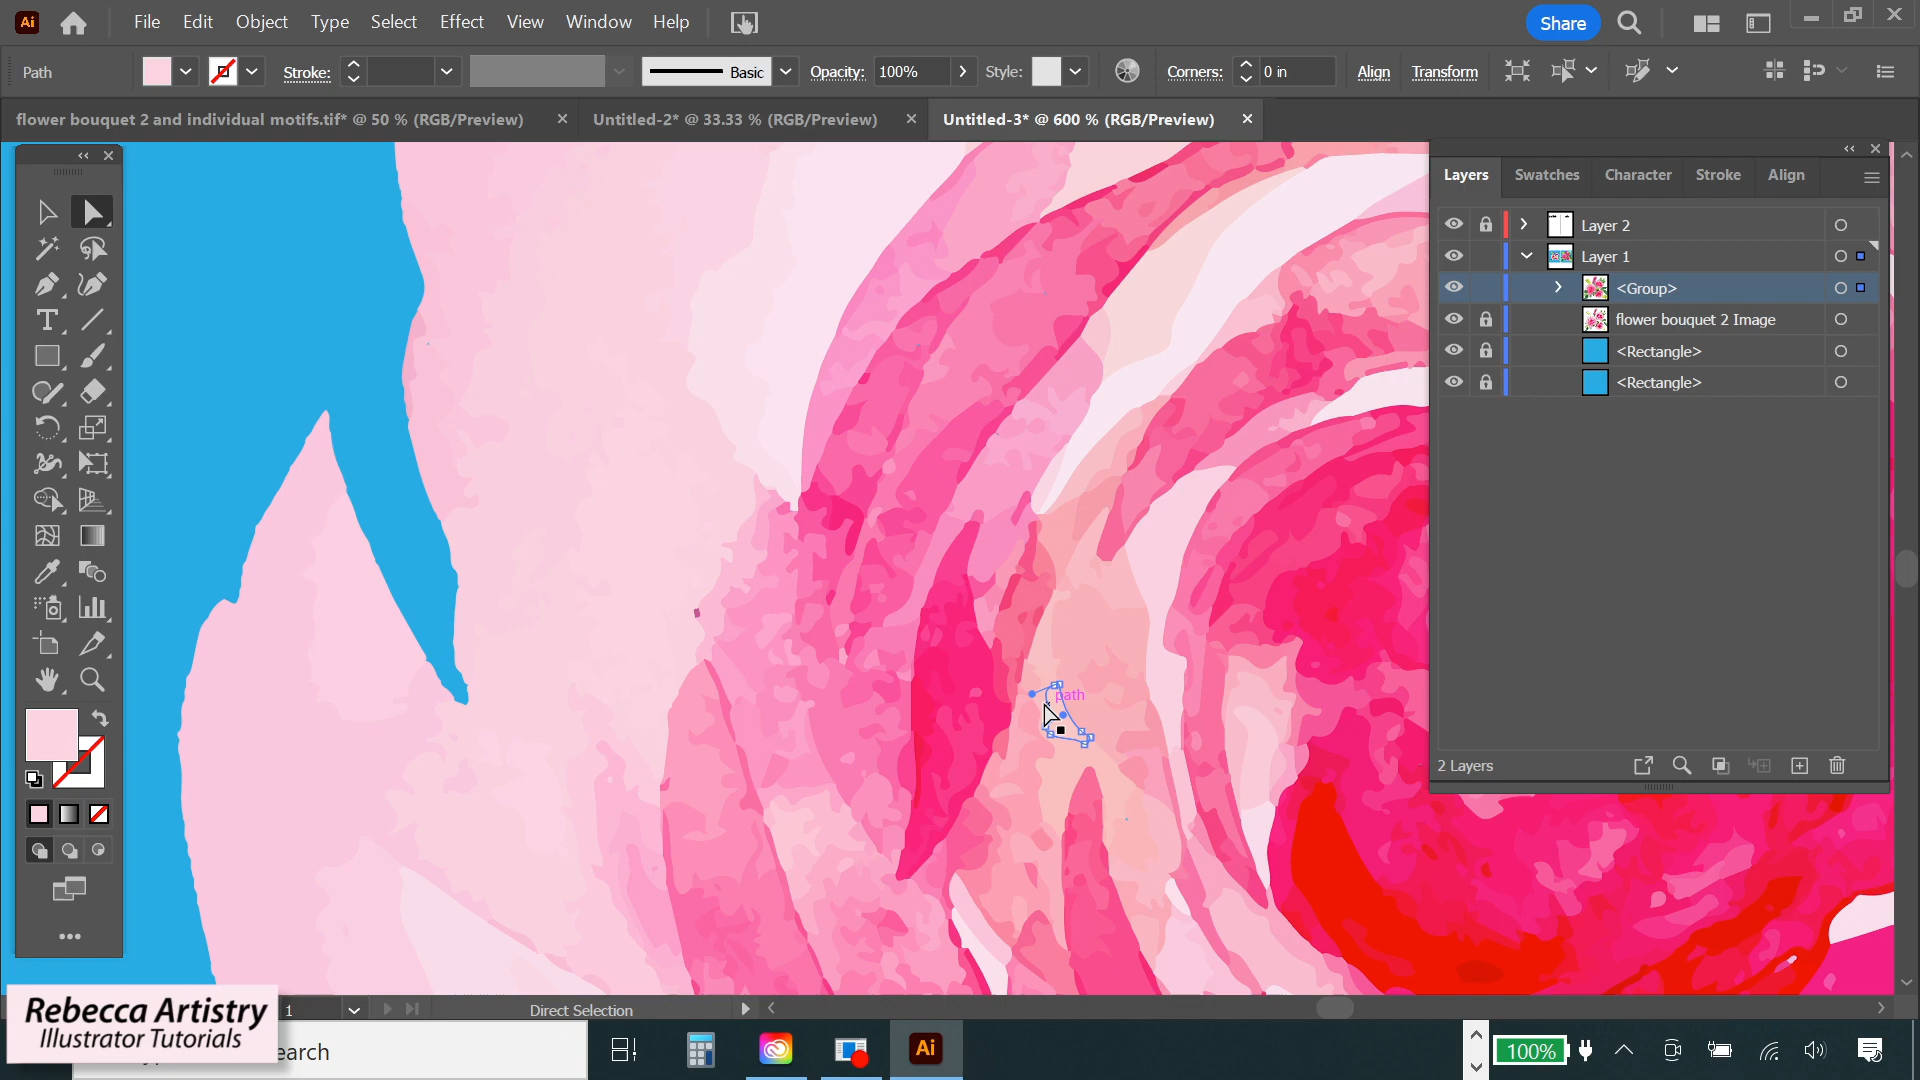 Ai File Edit Object Type Select Effect View Window Help Share
Path Stroke: Basic Opacity: 100% Style: Corners: 0 in Align Transform
flower bouquet 2 and individual motifs.tif* @ 50 % (RGB/Preview) Untitled-2* @ 33.33 % (RGB/Preview) Untitled-3* @ 600 % (RGB/Preview)
Layers Swatches Character Stroke Align
Layer 2
Layer 1
<Group>
flower bouquet 2 Image
<Rectangle>
<Rectangle>
path
2 Layers
1 Direct Selection
Rebecca Artistry
Illustrator Tutorials
earch
Ai
100%